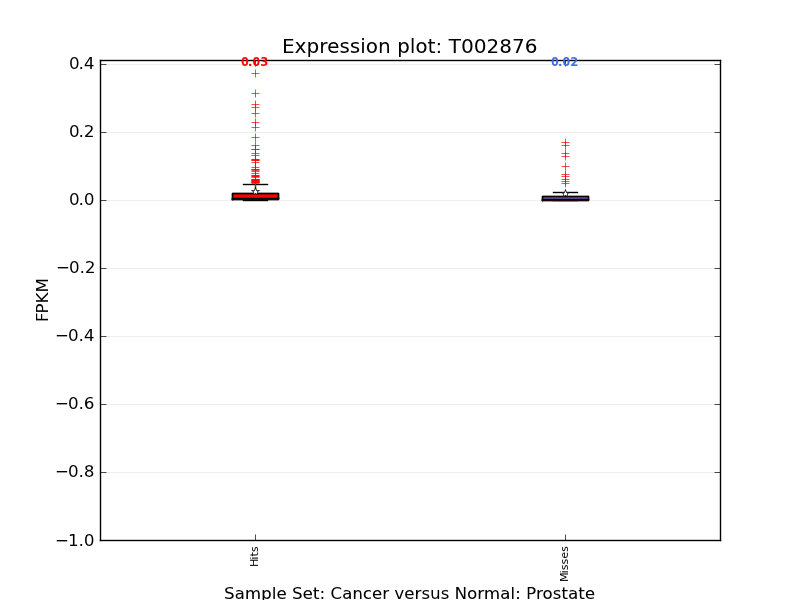 Expression plot: T002876
0.03
0.02
0.4
0.2
0.0
−0.2
−0.4
−0.6
−0.8
−1.0
FPKM
Hits
Misses
Sample Set: Cancer versus Normal: Prostate